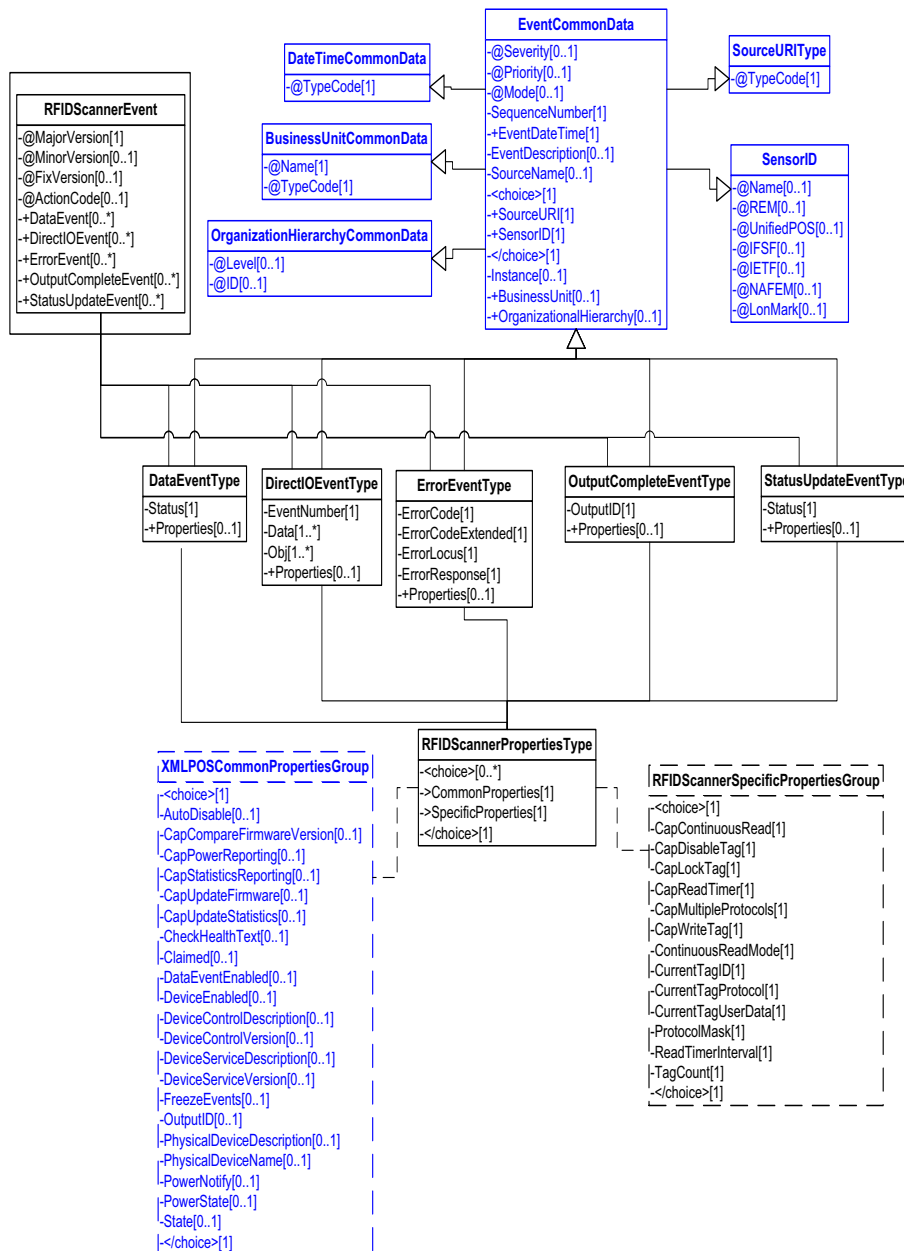 EventCommonData
-@Severity[0..1]
-@Priority[0..1]
-@Mode[0..1]
-SequenceNumber[1]
-+EventDateTime[1]
-EventDescription[0..1]
-SourceName[0..1]
-<choice>[1]
-+SourceURI[1]
-+SensorID[1]
-</choice>[1]
-Instance[0..1]
-+BusinessUnit[0..1]
-+OrganizationalHierarchy[0..1]
DateTimeCommonData
-@TypeCode[1]
SourceURIType
-@TypeCode[1]
RFIDScannerEvent
-@MajorVersion[1]
-@MinorVersion[0..1]
-@FixVersion[0..1]
-@ActionCode[0..1]
-+DataEvent[0..*]
-+DirectIOEvent[0..*]
-+ErrorEvent[0..*]
-+OutputCompleteEvent[0..*]
-+StatusUpdateEvent[0..*]
BusinessUnitCommonData
-@Name[1]
-@TypeCode[1]
SensorID
-@Name[0..1]
-@REM[0..1]
-@UnifiedPOS[0..1]
-@IFSF[0..1]
-@IETF[0..1]
-@NAFEM[0..1]
-@LonMark[0..1]
OrganizationHierarchyCommonData
-@Level[0..1]
-@ID[0..1]
DataEventType
-Status[1]
-+Properties[0..1]
DirectIOEventType
-EventNumber[1]
-Data[1..*]
-Obj[1..*]
-+Properties[0..1]
ErrorEventType
-ErrorCode[1]
-ErrorCodeExtended[1]
-ErrorLocus[1]
-ErrorResponse[1]
-+Properties[0..1]
OutputCompleteEventType
-OutputID[1]
-+Properties[0..1]
StatusUpdateEventType
-Status[1]
-+Properties[0..1]
RFIDScannerPropertiesType
-<choice>[0..*]
->CommonProperties[1]
->SpecificProperties[1]
-</choice>[1]
XMLPOSCommonPropertiesGroup
-<choice>[1]
-AutoDisable[0..1]
-CapCompareFirmwareVersion[0..1]
-CapPowerReporting[0..1]
-CapStatisticsReporting[0..1]
-CapUpdateFirmware[0..1]
-CapUpdateStatistics[0..1]
-CheckHealthText[0..1]
-Claimed[0..1]
-DataEventEnabled[0..1]
-DeviceEnabled[0..1]
-DeviceControlDescription[0..1]
-DeviceControlVersion[0..1]
-DeviceServiceDescription[0..1]
-DeviceServiceVersion[0..1]
-FreezeEvents[0..1]
-OutputID[0..1]
-PhysicalDeviceDescription[0..1]
-PhysicalDeviceName[0..1]
-PowerNotify[0..1]
-PowerState[0..1]
-State[0..1]
-</choice>[1]
RFIDScannerSpecificPropertiesGroup
-<choice>[1]
-CapContinuousRead[1]
-CapDisableTag[1]
-CapLockTag[1]
-CapReadTimer[1]
-CapMultipleProtocols[1]
-CapWriteTag[1]
-ContinuousReadMode[1]
-CurrentTagID[1]
-CurrentTagProtocol[1]
-CurrentTagUserData[1]
-ProtocolMask[1]
-ReadTimerInterval[1]
-TagCount[1]
-</choice>[1]